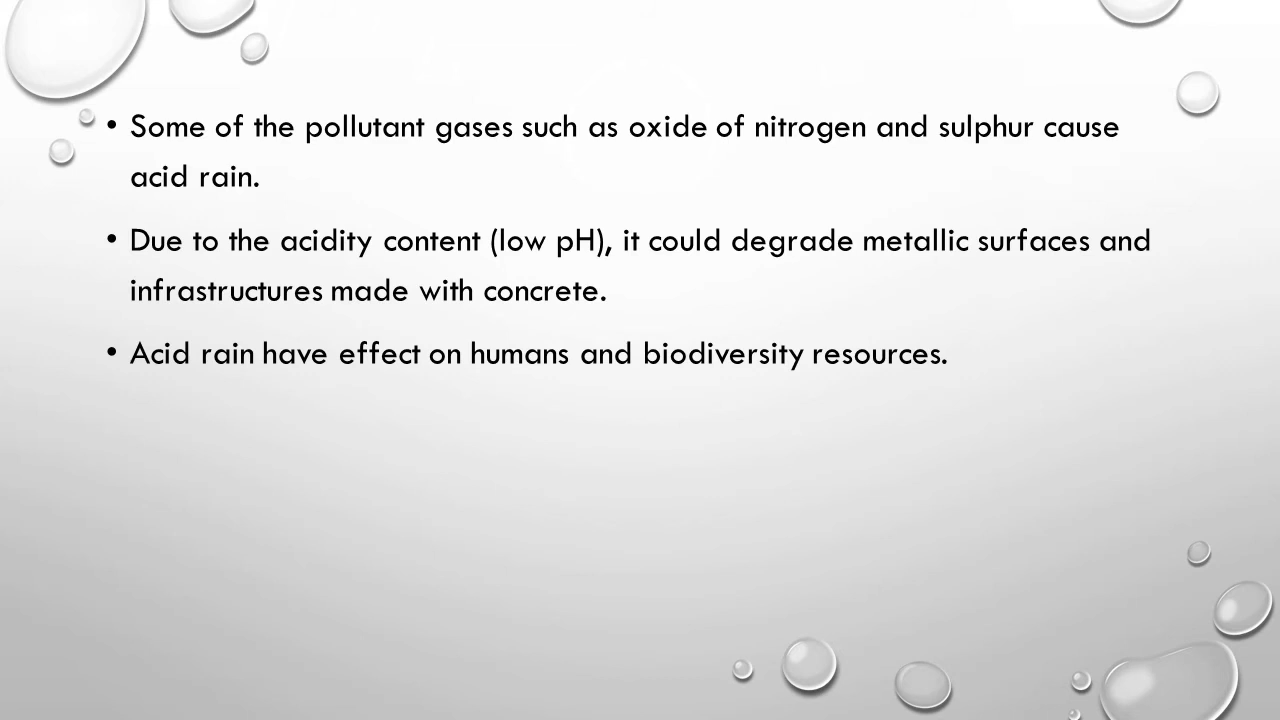 • Some of the pollutant gases such as oxide of nitrogen and sulphur cause
acid rain.
• Due to the acidity content (low pH), it could degrade metallic surfaces and
infrastructures made with concrete.
• Acid rain have effect on humans and biodiversity resources.